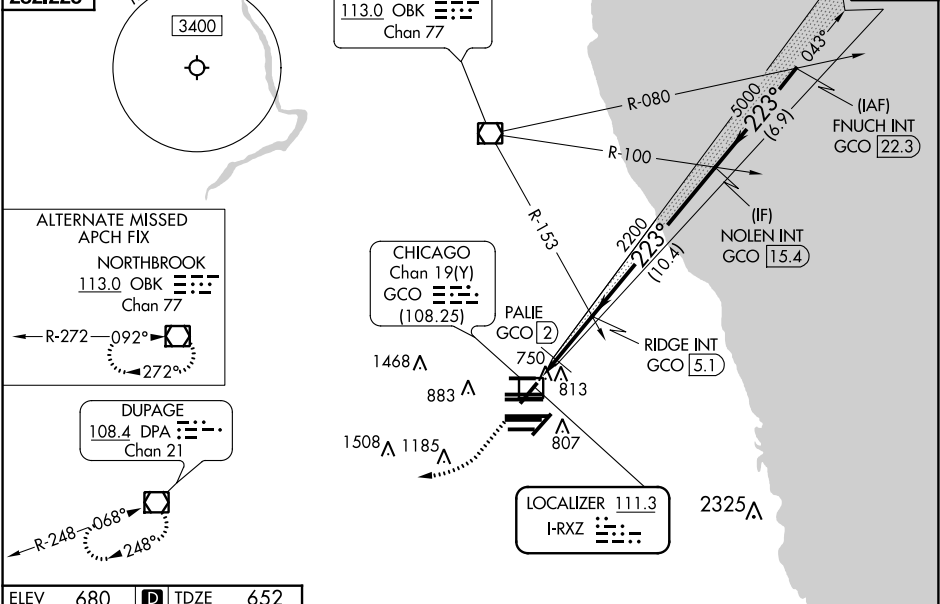 3400
113.0 OBK
Chan 77
R-080
R-100
R-153
5000
223°
(6.9)
043°
(IAF)
FNUCH INT
GCO 22.3
(IF)
NOLEN INT
GCO 15.4
2200
223°
(10.4)
ALTERNATE MISSED
APCH FIX
NORTHBROOK
113.0 OBK
Chan 77
R-272
092°
272°
CHICAGO
Chan 19(Y)
GCO
(108.25)
PALIE
GCO 2
RIDGE INT
GCO 5.1
1468
750
883
813
1508
1185
807
DUPAGE
108.4 DPA
Chan 21
R-248
068°
248°
LOCALIZER 111.3
I-RXZ
2325
ELEV 680 D TDZE 652